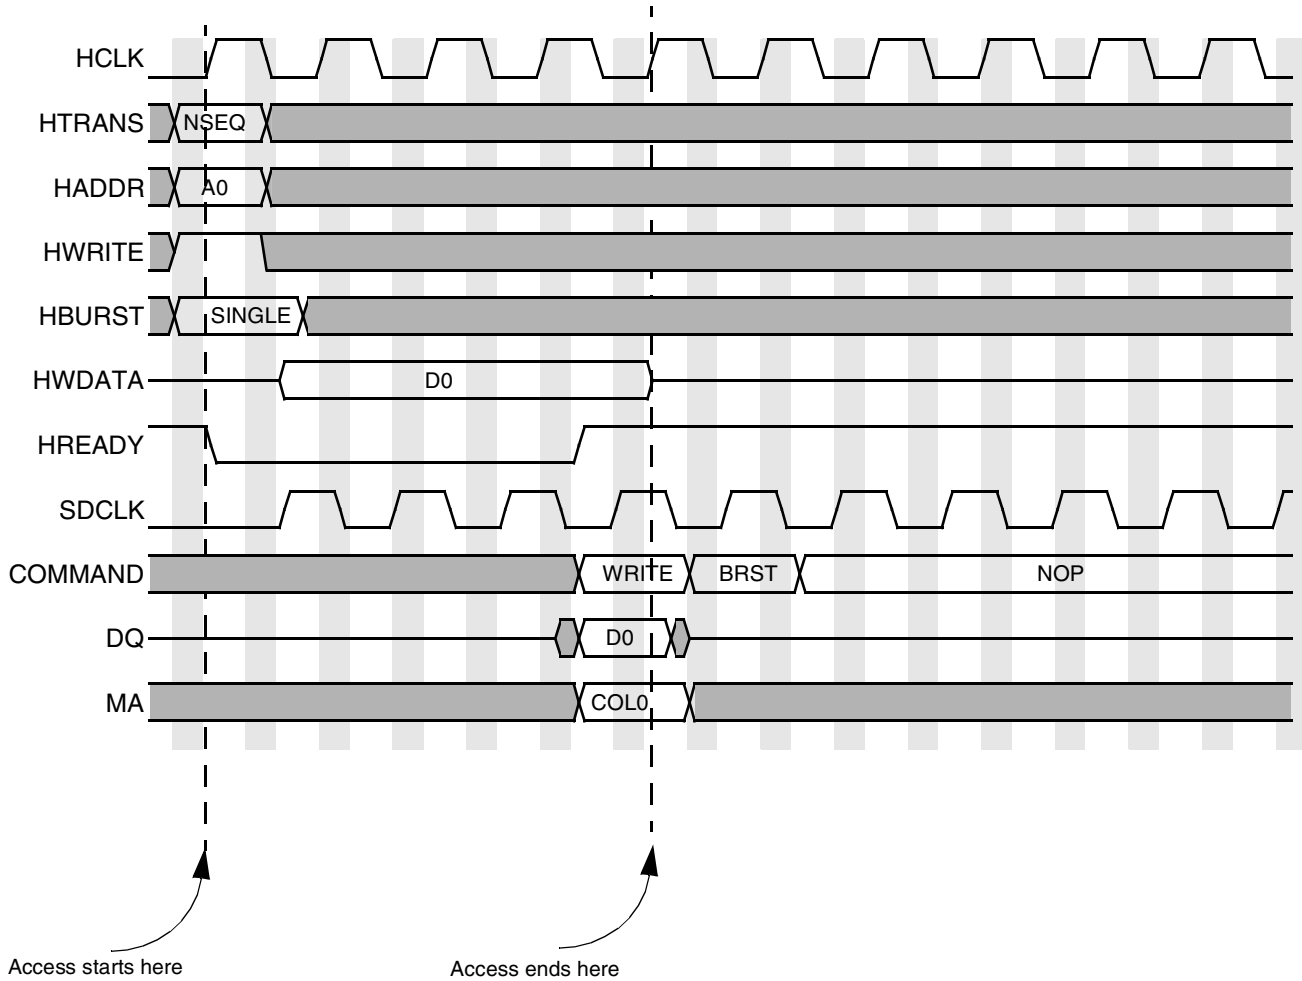 HCLK
HTRANS NSEQ
HADDR A0
HWRITE
HBURST SINGLE
HWDATA D0
HREADY
SDCLK
COMMAND WRITE BRST NOP
DQ D0
MA COL0
Access starts here
Access ends here